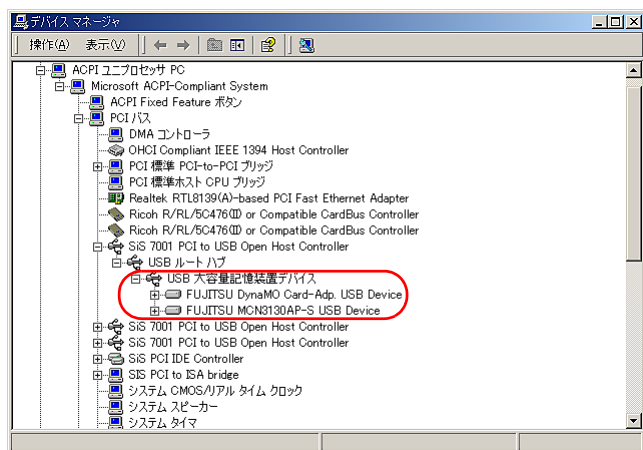 デバイス マネージャ
操作(A) 表示(V)
ACPI ユニプロセッサ PC
Microsoft ACPI-Compliant System
ACPI Fixed Feature ボタン
PCI バス
DMA コントローラ
OHCI Compliant IEEE 1394 Host Controller
PCI 標準 PCI-to-PCI ブリッジ
PCI 標準ホスト CPU ブリッジ
Realtek RTL8139(A)-based PCI Fast Ethernet Adapter
Ricoh R/RL/5C476(II) or Compatible CardBus Controller
Ricoh R/RL/5C476(II) or Compatible CardBus Controller
SiS 7001 PCI to USB Open Host Controller
USB ルート ハブ
USB 大容量記憶装置デバイス
FUJITSU DynaMO Card-Adp. USB Device
FUJITSU MCN3130AP-S USB Device
SiS 7001 PCI to USB Open Host Controller
SiS 7001 PCI to USB Open Host Controller
SiS PCI IDE Controller
SIS PCI to ISA bridge
システム CMOS/リアル タイム クロック
システム スピーカー
システム タイマ